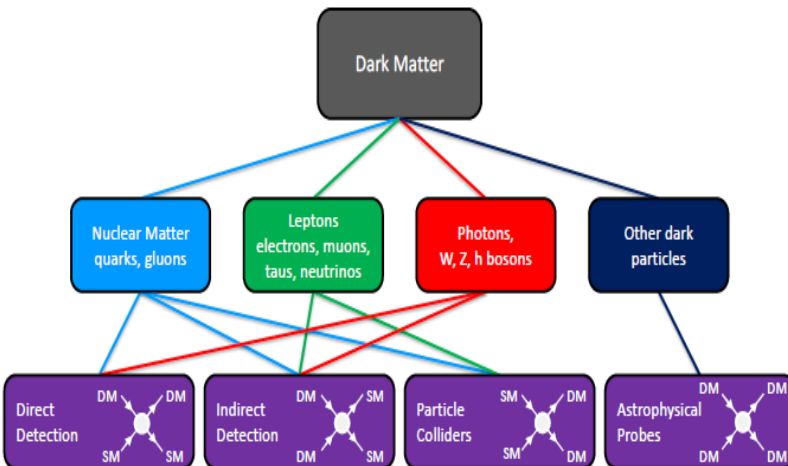 Dark Matter
Nuclear Matter
quarks, gluons
Leptons
electrons, muons,
taus, neutrinos
Photons,
W, Z, h bosons
Other dark
particles
Direct
Detection
DM
DM
SM
SM
Indirect
Detection
DM
SM
DM
SM
Particle
Colliders
SM
DM
SM
DM
Astrophysical
Probes
DM
DM
DM
DM